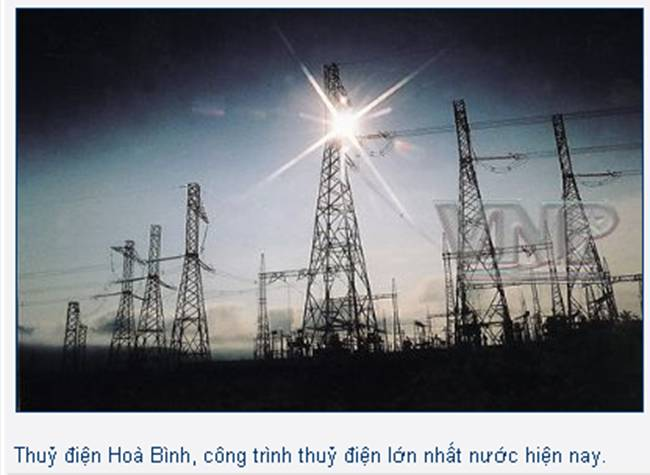 VNP
Thuỷ điện Hoà Bình, công trình thuỷ điện lớn nhất nước hiện nay.